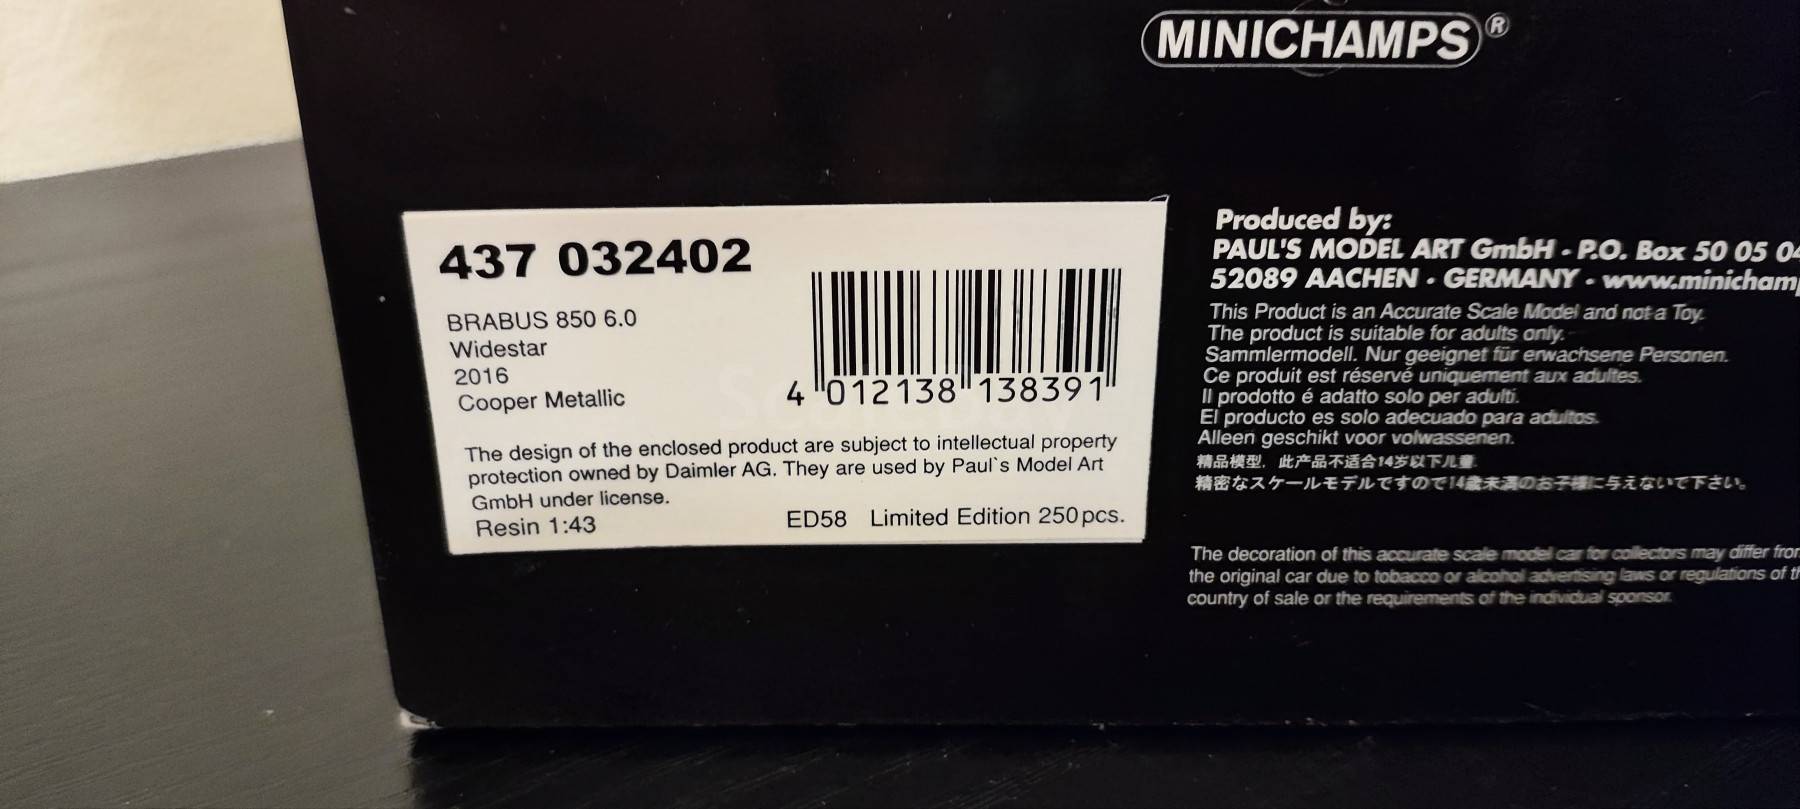 MINICHAMPS®
437 032402
BRABUS 850 6.0
Widestar
2016
Cooper Metallic
4 012138 138391
The design of the enclosed product are subject to intellectual property
protection owned by Daimler AG. They are used by Paul`s Model Art
GmbH under license.
Resin 1:43
ED58 Limited Edition 250pcs.
Produced by:
PAUL'S MODEL ART GmbH • P.O. Box 50 05 04
52089 AACHEN • GERMANY • www.minichamp
This Product is an Accurate Scale Model and not a Toy.
The product is suitable for adults only.
Sammlermodell. Nur geeignet für erwachsene Personen.
Ce produit est réservé uniquement aux adultes.
Il prodotto é adatto solo per adulti.
El producto es solo adecuado para adultos.
Alleen geschikt voor volwassenen.
精品模型, 此产品不适合14岁以下儿童.
精密なスケールモデルですので14歳未満のお子様に与えないで下さい。
The decoration of this accurate scale model car for collectors may differ from
the original car due to tobacco or alcohol advertising laws or regulations of th
country of sale or the requirements of the individual sponsor.